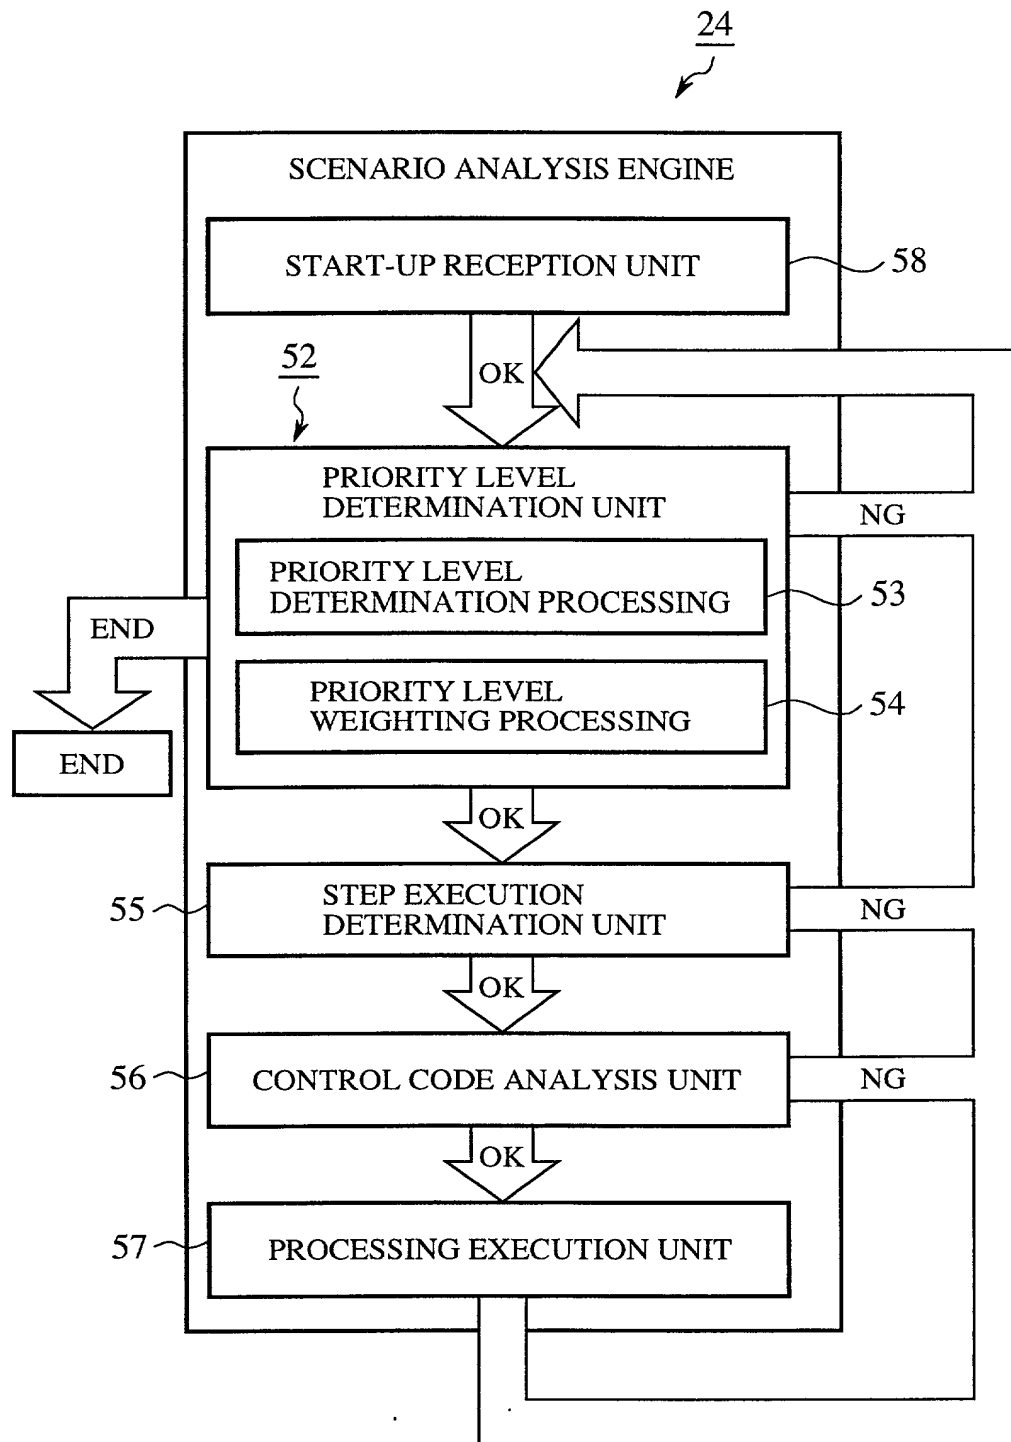 24
SCENARIO ANALYSIS ENGINE
START-UP RECEPTION UNIT
58
OK
52
PRIORITY LEVEL
DETERMINATION UNIT
NG
PRIORITY LEVEL
DETERMINATION PROCESSING
53
END
PRIORITY LEVEL
WEIGHTING PROCESSING
54
END
OK
55
STEP EXECUTION
DETERMINATION UNIT
NG
OK
56
CONTROL CODE ANALYSIS UNIT
NG
OK
57
PROCESSING EXECUTION UNIT